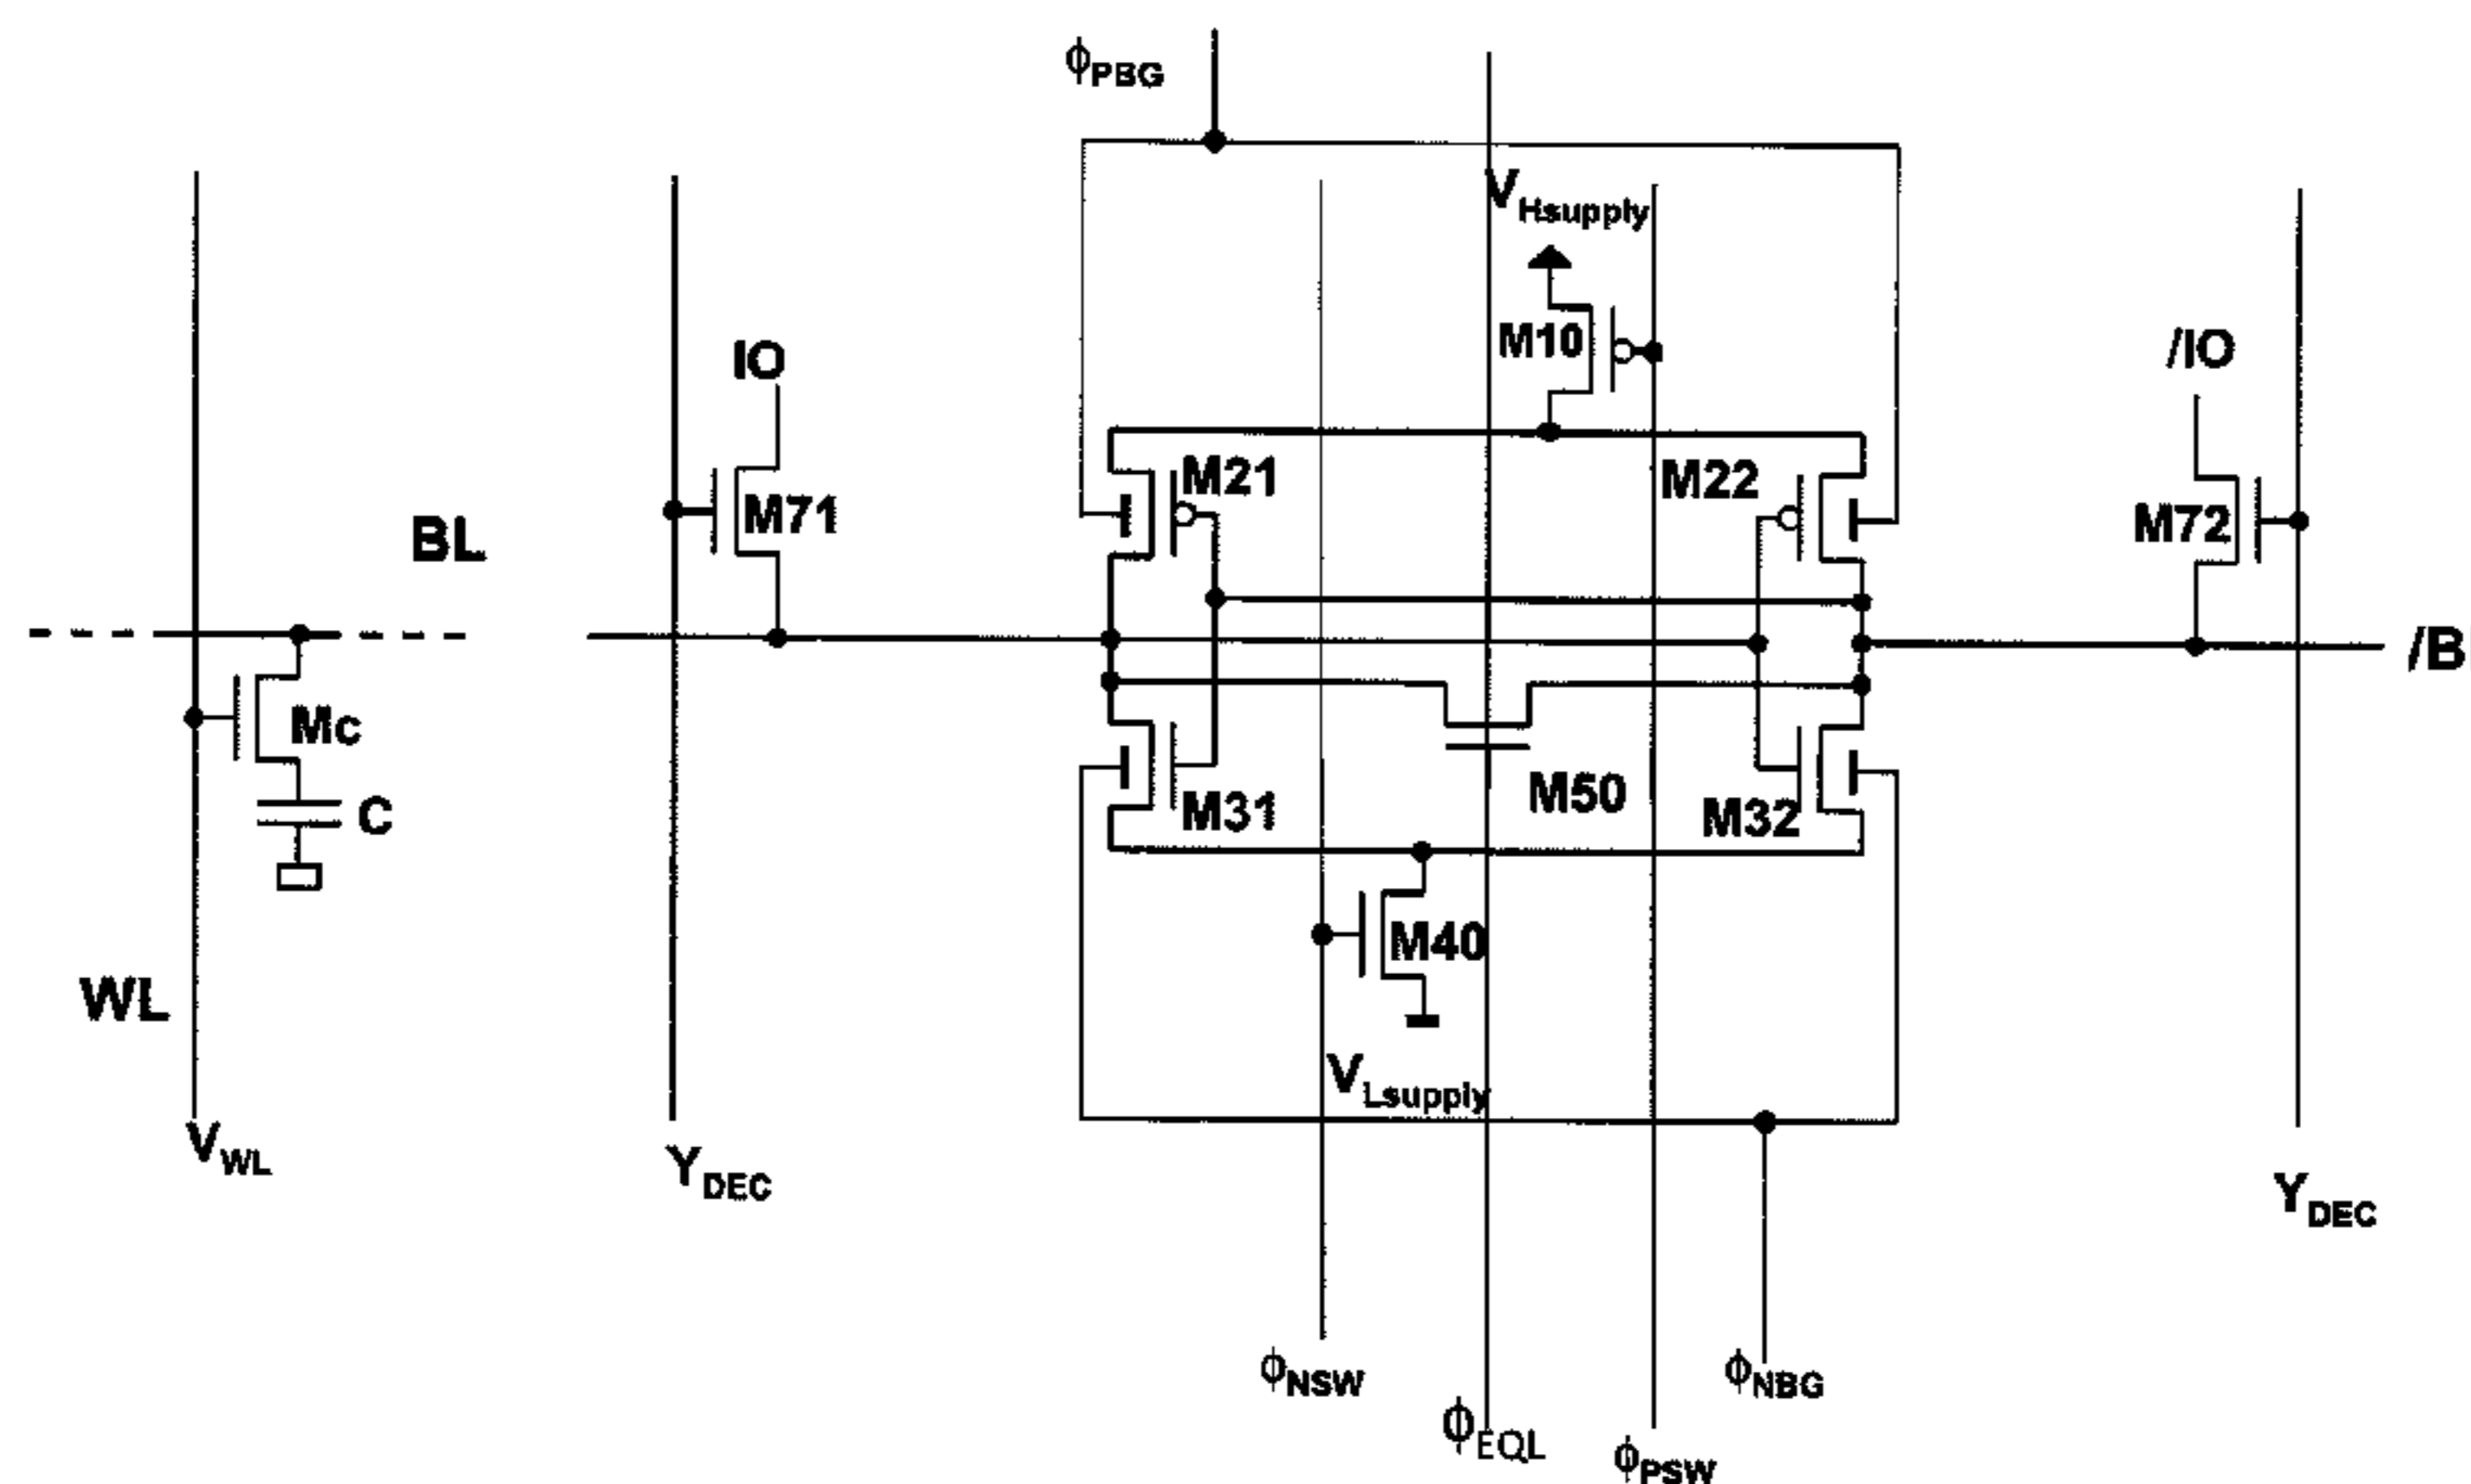 ϕPBG
VHsupply
M10
IO
/IO
M21
M22
M71
M72
BL
/B
Mc
C
M31
M50
M32
M40
WL
VLsupply
VWL
YDEC
YDEC
ϕNSW
ϕNBG
ϕEQL
ϕPSW